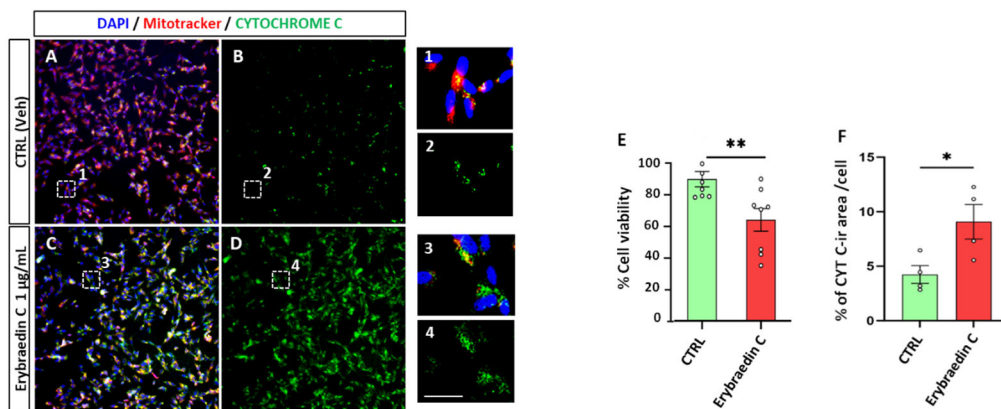 DAPI / Mitotracker / CYTOCHROME C
CTRL (Veh)
A
1
B
2
1
2
Erybraedin C 1 µg/mL
C
3
D
4
3
4
E
**
% Cell viability
100
80
60
40
20
0
CTRL
Erybraedin C
F
*
% of CYT C-ir area /cell
15
10
5
0
CTRL
Erybraedin C